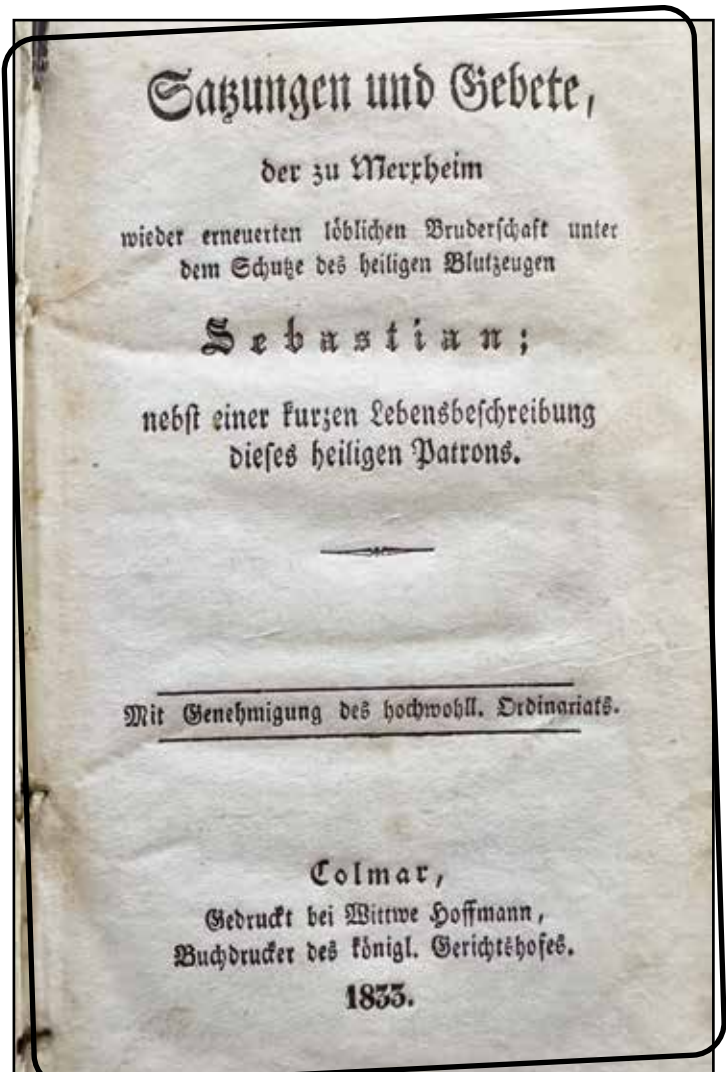 Satzungen und Gebete,
der zu Merxheim
wieder erneuerten löblichen Bruderschaft unter
dem Schutze des heiligen Blutzeugen
Sebastian;
nebst einer kurzen Lebensbeschreibung
dieses heiligen Patrons.
Mit Genehmigung des hochwohll. Ordinariats.
Colmar,
Gedruckt bei Wittwe Hoffmann,
Buchdrucker des königl. Gerichtshofes.
1833.